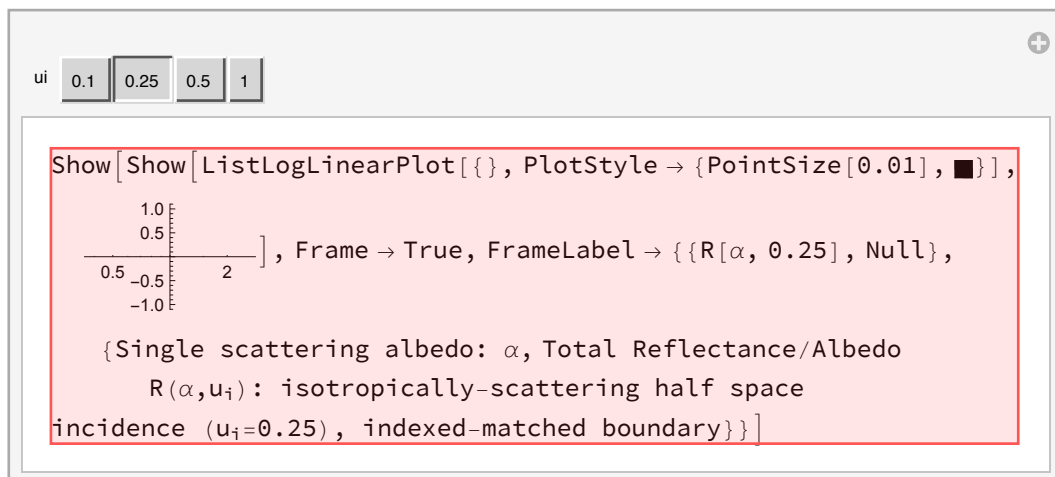 ui 0.1 0.25 0.5 1
Show[Show[ListLogLinearPlot[{}, PlotStyle → {PointSize[0.01], ■}],
1.0
0.5
0.5 2
-0.5
-1.0
], Frame → True, FrameLabel → {{R[α, 0.25], Null},
{Single scattering albedo: α, Total Reflectance/Albedo
R(α,uᵢ): isotropically-scattering half space
incidence (uᵢ=0.25), indexed-matched boundary}}]